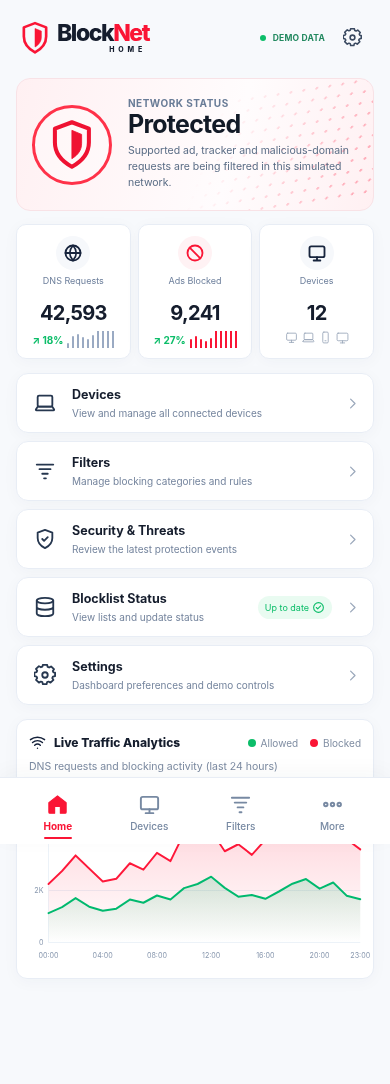 BlockNet
HOME
DEMO DATA
NETWORK STATUS
Protected
Supported ad, tracker and malicious-domain
requests are being filtered in this simulated
network.
DNS Requests
42,593
18%
Ads Blocked
9,241
27%
Devices
12
Devices
View and manage all connected devices
Filters
Manage blocking categories and rules
Security & Threats
Review the latest protection events
Blocklist Status
View lists and update status
Up to date
Settings
Dashboard preferences and demo controls
Live Traffic Analytics
Allowed
Blocked
DNS requests and blocking activity (last 24 hours)
Home
Devices
Filters
More
2K
0
00:00
04:00
08:00
12:00
16:00
20:00
23:00